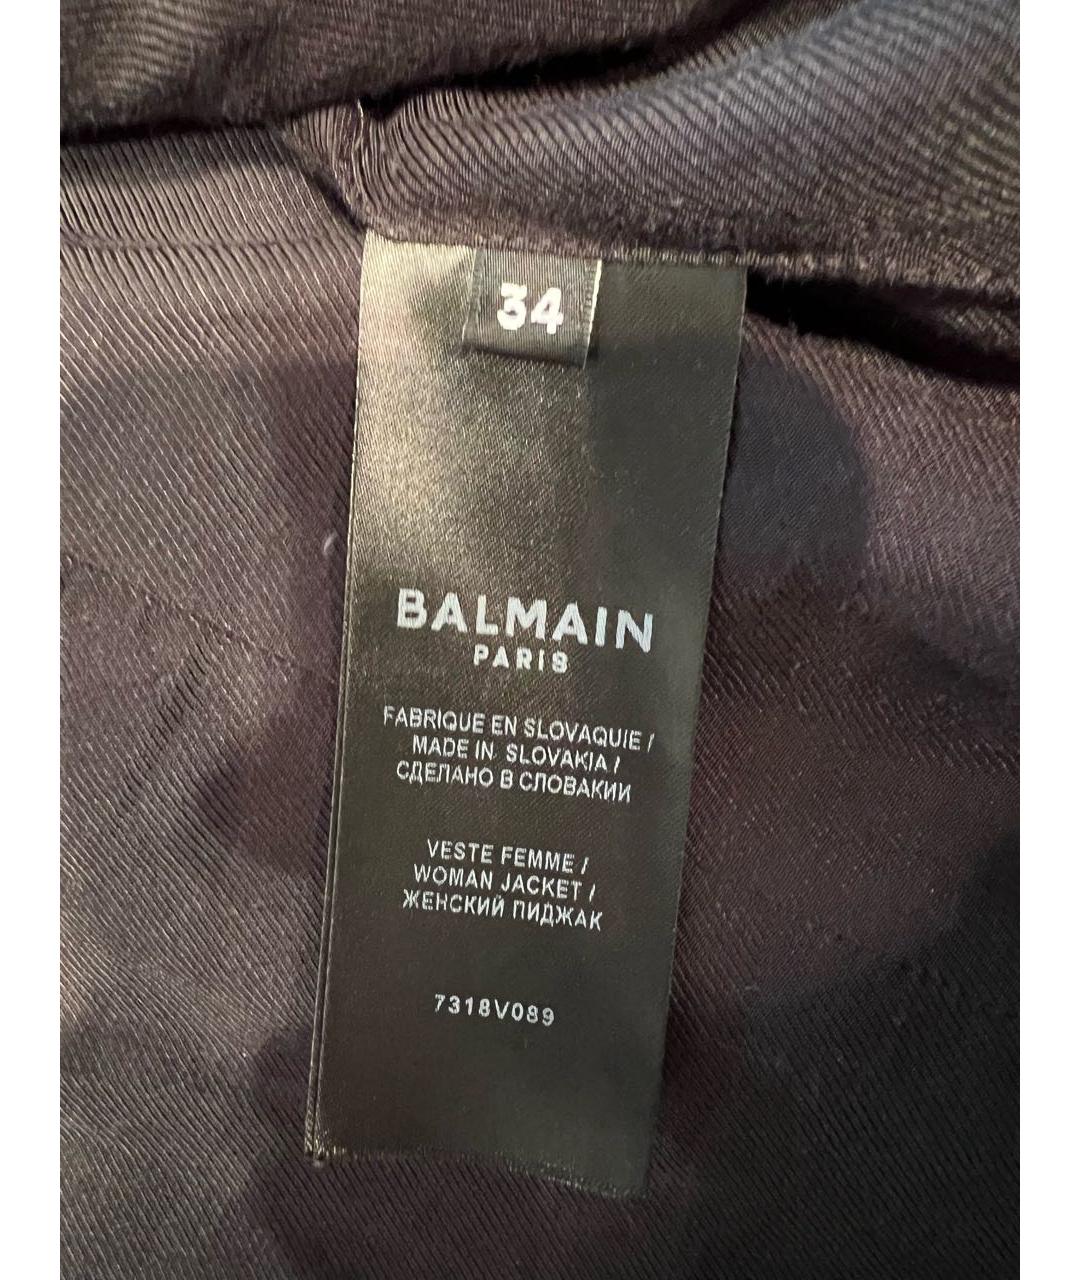 34
BALMAIN
PARIS
FABRIQUE EN SLOVAQUIE /
MADE IN SLOVAKIA /
СДЕЛАНО В СЛОВАКИИ
VESTE FEMME /
WOMAN JACKET /
ЖЕНСКИЙ ПИДЖАК
7318V089